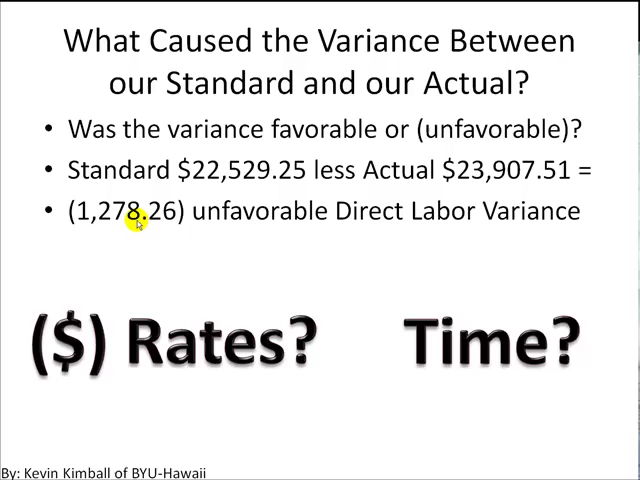 What Caused the Variance Between
our Standard and our Actual?
• Was the variance favorable or (unfavorable)?
• Standard $22,529.25 less Actual $23,907.51 =
• (1,278.26) unfavorable Direct Labor Variance
($) Rates? Time?
By: Kevin Kimball of BYU-Hawaii